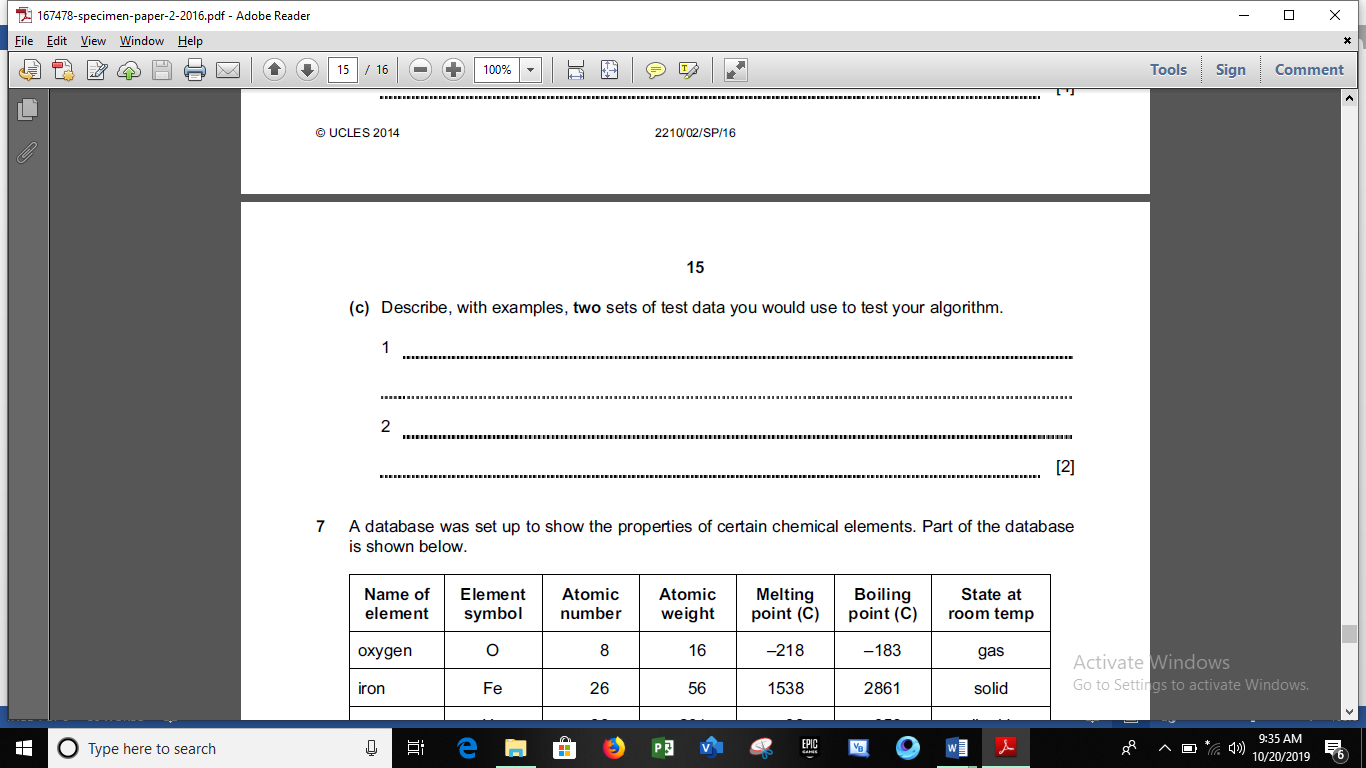 167478-specimen-paper-2-2016.pdf - Adobe Reader
File Edit View Window Help
15 / 16 100% Tools Sign Comment
© UCLES 2014 2210/02/SP/16
15
(c) Describe, with examples, two sets of test data you would use to test your algorithm.
1
2
[2]
7 A database was set up to show the properties of certain chemical elements. Part of the database
is shown below.
Name of element Element symbol Atomic number Atomic weight Melting point (C) Boiling point (C) State at room temp
oxygen O 8 16 –218 –183 gas
iron Fe 26 56 1538 2861 solid
Activate Windows
Go to Settings to activate Windows.
Type here to search
9:35 AM
10/20/2019
6